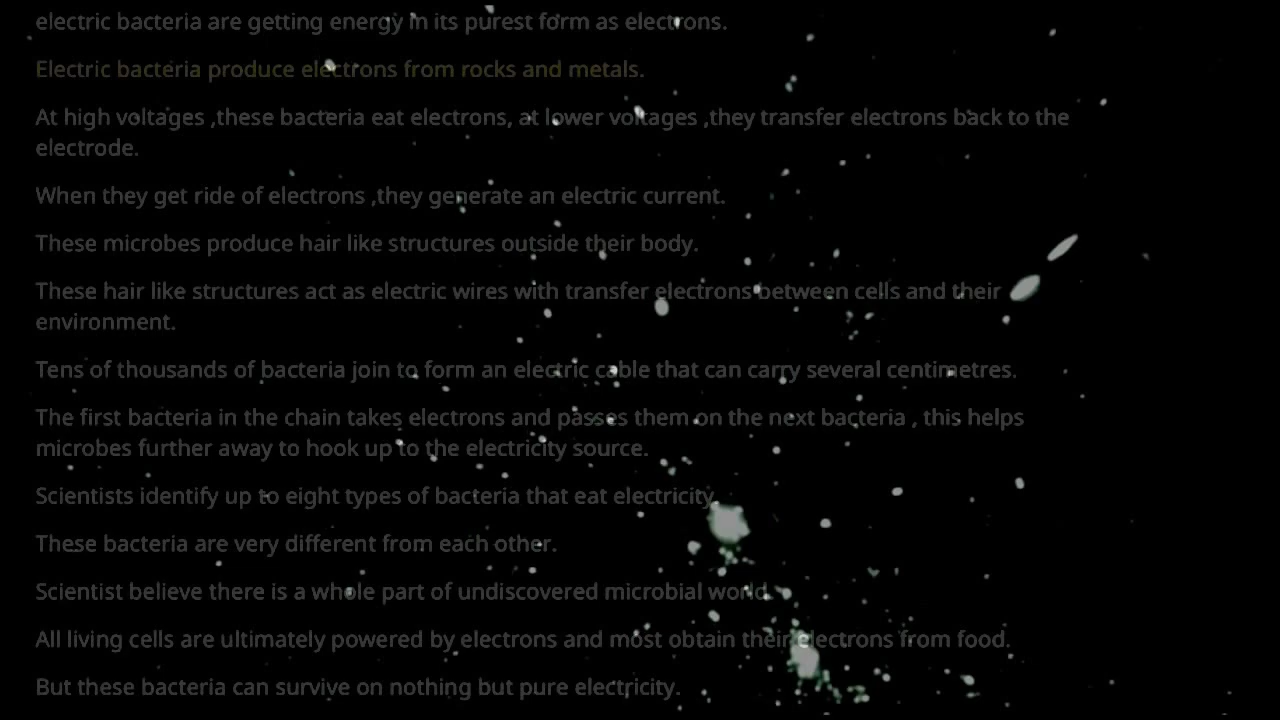 electric bacteria are getting energy in its purest form as electrons.
Electric bacteria produce electrons from rocks and metals.
At high voltages ,these bacteria eat electrons, at lower voltages ,they transfer electrons back to the
electrode.
When they get ride of electrons ,they generate an electric current.
These microbes produce hair like structures outside their body.
These hair like structures act as electric wires with transfer electrons between cells and their
environment.
Tens of thousands of bacteria join to form an electric cable that can carry several centimetres.
The first bacteria in the chain takes electrons and passes them on the next bacteria , this helps
microbes further away to hook up to the electricity source.
Scientists identify up to eight types of bacteria that eat electricity.
These bacteria are very different from each other.
Scientist believe there is a whole part of undiscovered microbial world.
All living cells are ultimately powered by electrons and most obtain their electrons from food.
But these bacteria can survive on nothing but pure electricity.